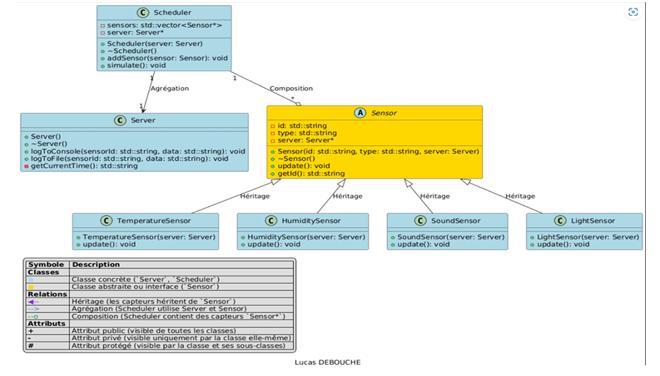 C Scheduler
sensors: std::vector<Sensor*>
server: Server*
Scheduler(server: Server)
~Scheduler()
addSensor(sensor: Sensor): void
simulate(): void
1 1
Agrégation Composition
1 *
C Server
Server()
~Server()
logToConsole(sensorId: std::string, data: std::string): void
logToFile(sensorId: std::string, data: std::string): void
getCurrentTime(): std::string
A Sensor
id: std::string
type: std::string
server: Server*
Sensor(id: std::string, type: std::string, server: Server)
~Sensor()
update(): void
getId(): std::string
Héritage Héritage Héritage Héritage
C TemperatureSensor
TemperatureSensor(server: Server)
update(): void
C HumiditySensor
HumiditySensor(server: Server)
update(): void
C SoundSensor
SoundSensor(server: Server)
update(): void
C LightSensor
LightSensor(server: Server)
update(): void
Symbole Description
Classes
Classe concrète (`Server`, `Scheduler`)
Classe abstraite ou interface (`Sensor`)
Relations
Héritage (les capteurs héritent de `Sensor`)
Agrégation (Scheduler utilise Server et Sensor)
Composition (Scheduler contient des capteurs `Sensor*`)
Attributs
+ Attribut public (visible de toutes les classes)
- Attribut privé (visible uniquement par la classe elle-même)
# Attribut protégé (visible par la classe et ses sous-classes)
Lucas DEBOUCHE